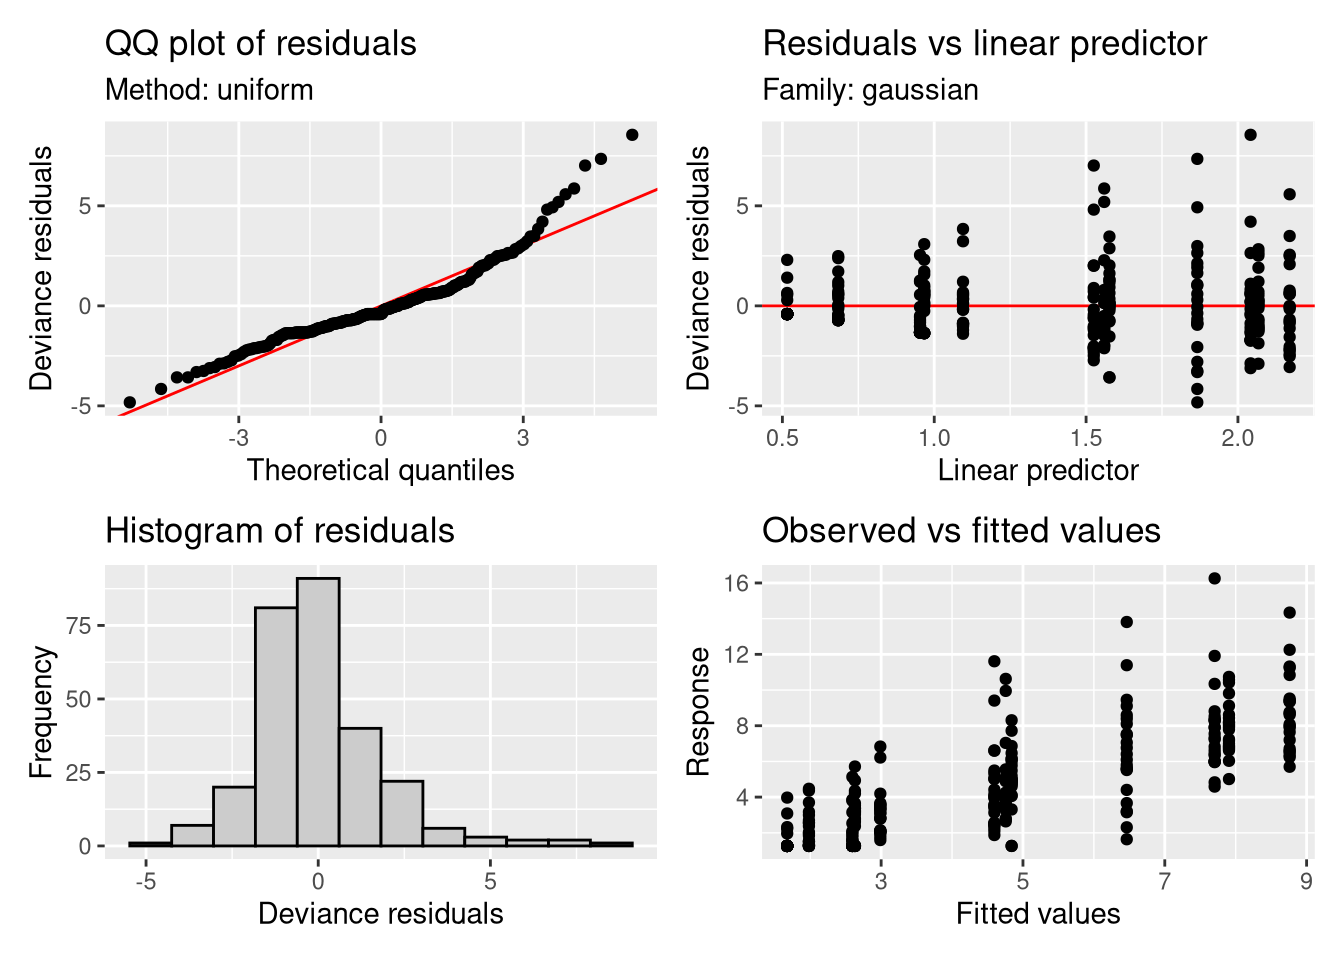 QQ plot of residuals
Method: uniform
Deviance residuals
5
0
-5
-3
0
3
Theoretical quantiles
Residuals vs linear predictor
Family: gaussian
Deviance residuals
5
0
-5
0.5
1.0
1.5
2.0
Linear predictor
Histogram of residuals
Frequency
75
50
25
0
-5
0
5
Deviance residuals
Observed vs fitted values
Response
16
12
8
4
3
5
7
9
Fitted values